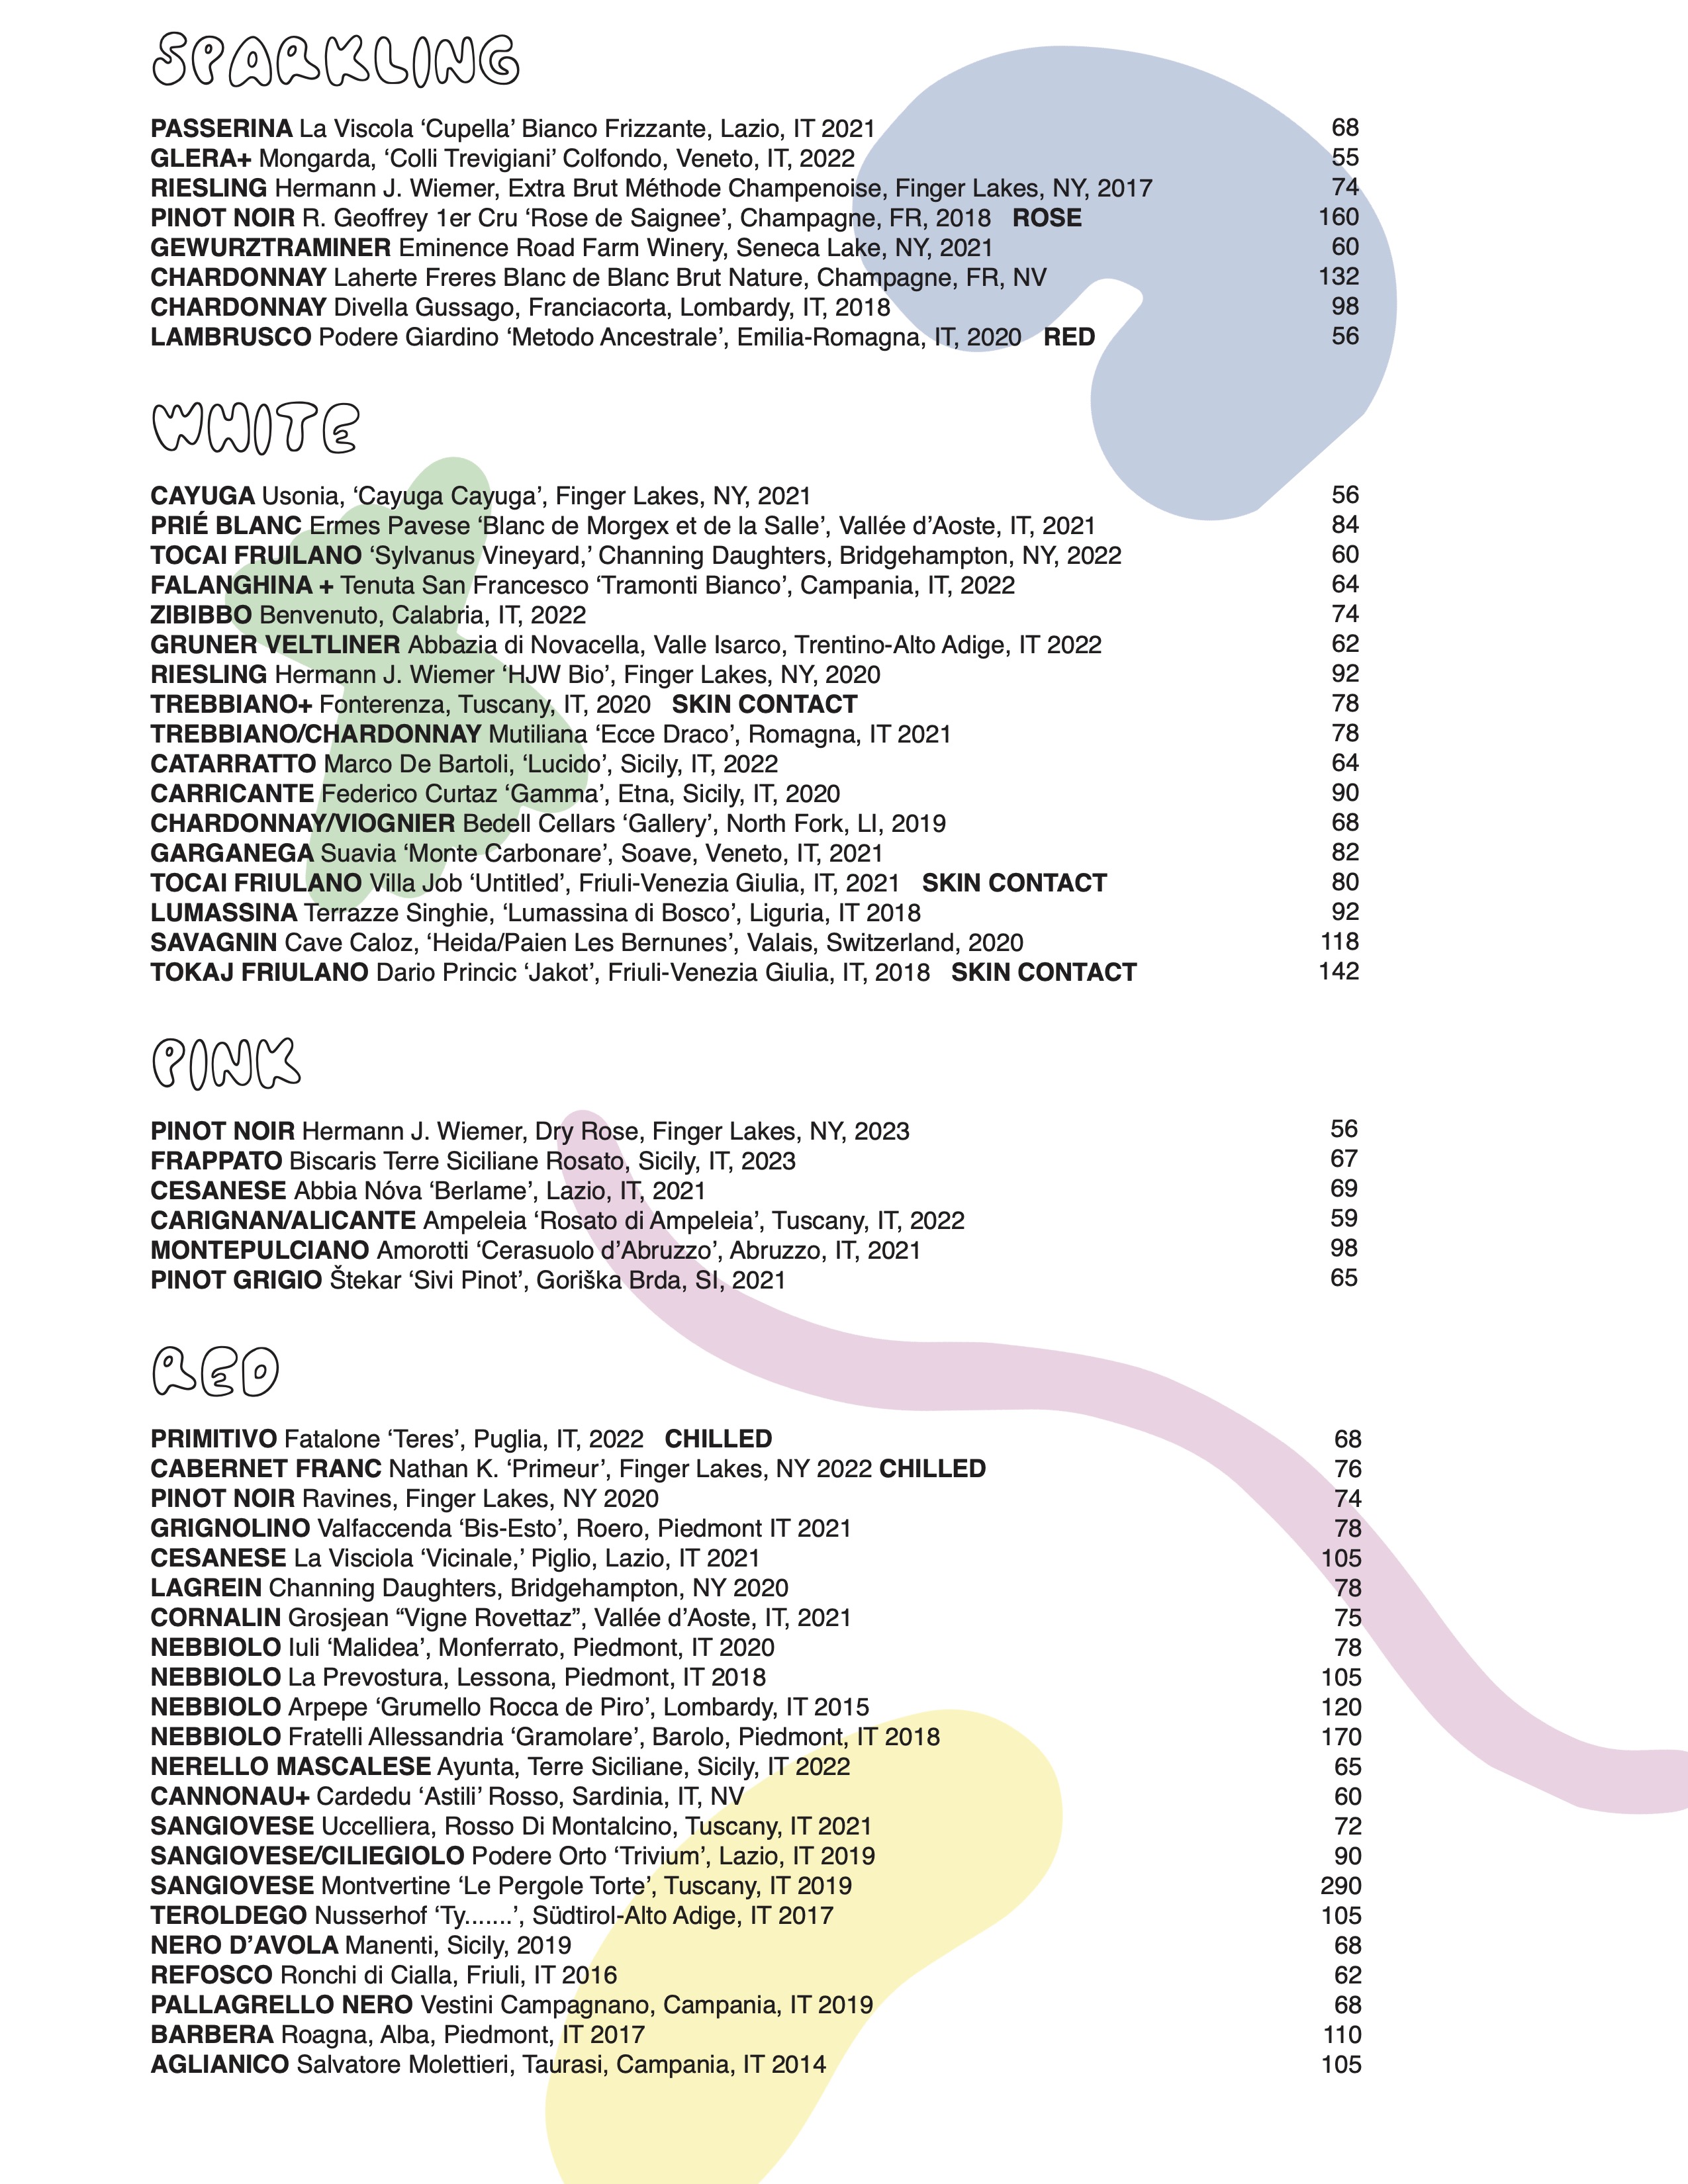 SPARKLING
PASSERINA La Viscola ‘Cupella’ Bianco Frizzante, Lazio, IT 2021 68
GLERA+ Mongarda, ‘Colli Trevigiani’ Colfondo, Veneto, IT, 2022 55
RIESLING Hermann J. Wiemer, Extra Brut Méthode Champenoise, Finger Lakes, NY, 2017 74
PINOT NOIR R. Geoffrey 1er Cru ‘Rose de Saignee’, Champagne, FR, 2018 ROSE 160
GEWURZTRAMINER Eminence Road Farm Winery, Seneca Lake, NY, 2021 60
CHARDONNAY Laherte Freres Blanc de Blanc Brut Nature, Champagne, FR, NV 132
CHARDONNAY Divella Gussago, Franciacorta, Lombardy, IT, 2018 98
LAMBRUSCO Podere Giardino ‘Metodo Ancestrale’, Emilia-Romagna, IT, 2020 RED 56
WHITE
CAYUGA Usonia, ‘Cayuga Cayuga’, Finger Lakes, NY, 2021 56
PRIÉ BLANC Ermes Pavese ‘Blanc de Morgex et de la Salle’, Vallée d’Aoste, IT, 2021 84
TOCAI FRUILANO ‘Sylvanus Vineyard,’ Channing Daughters, Bridgehampton, NY, 2022 60
FALANGHINA + Tenuta San Francesco ‘Tramonti Bianco’, Campania, IT, 2022 64
ZIBIBBO Benvenuto, Calabria, IT, 2022 74
GRUNER VELTLINER Abbazia di Novacella, Valle Isarco, Trentino-Alto Adige, IT 2022 62
RIESLING Hermann J. Wiemer ‘HJW Bio’, Finger Lakes, NY, 2020 92
TREBBIANO+ Fonterenza, Tuscany, IT, 2020 SKIN CONTACT 78
TREBBIANO/CHARDONNAY Mutiliana ‘Ecce Draco’, Romagna, IT 2021 78
CATARRATTO Marco De Bartoli, ‘Lucido’, Sicily, IT, 2022 64
CARRICANTE Federico Curtaz ‘Gamma’, Etna, Sicily, IT, 2020 90
CHARDONNAY/VIOGNIER Bedell Cellars ‘Gallery’, North Fork, LI, 2019 68
GARGANEGA Suavia ‘Monte Carbonare’, Soave, Veneto, IT, 2021 82
TOCAI FRIULANO Villa Job ‘Untitled’, Friuli-Venezia Giulia, IT, 2021 SKIN CONTACT 80
LUMASSINA Terrazze Singhie, ‘Lumassina di Bosco’, Liguria, IT 2018 92
SAVAGNIN Cave Caloz, ‘Heida/Paien Les Bernunes’, Valais, Switzerland, 2020 118
TOKAJ FRIULANO Dario Princic ‘Jakot’, Friuli-Venezia Giulia, IT, 2018 SKIN CONTACT 142
PINK
PINOT NOIR Hermann J. Wiemer, Dry Rose, Finger Lakes, NY, 2023 56
FRAPPATO Biscaris Terre Siciliane Rosato, Sicily, IT, 2023 67
CESANESE Abbia Nóva ‘Berlame’, Lazio, IT, 2021 69
CARIGNAN/ALICANTE Ampeleia ‘Rosato di Ampeleia’, Tuscany, IT, 2022 59
MONTEPULCIANO Amorotti ‘Cerasuolo d’Abruzzo’, Abruzzo, IT, 2021 98
PINOT GRIGIO Štekar ‘Sivi Pinot’, Goriška Brda, SI, 2021 65
RED
PRIMITIVO Fatalone ‘Teres’, Puglia, IT, 2022 CHILLED 68
CABERNET FRANC Nathan K. ‘Primeur’, Finger Lakes, NY 2022 CHILLED 76
PINOT NOIR Ravines, Finger Lakes, NY 2020 74
GRIGNOLINO Valfaccenda ‘Bis-Esto’, Roero, Piedmont IT 2021 78
CESANESE La Visciola ‘Vicinale,’ Piglio, Lazio, IT 2021 105
LAGREIN Channing Daughters, Bridgehampton, NY 2020 78
CORNALIN Grosjean “Vigne Rovettaz”, Vallée d’Aoste, IT, 2021 75
NEBBIOLO Iuli ‘Malidea’, Monferrato, Piedmont, IT 2020 78
NEBBIOLO La Prevostura, Lessona, Piedmont, IT 2018 105
NEBBIOLO Arpepe ‘Grumello Rocca de Piro’, Lombardy, IT 2015 120
NEBBIOLO Fratelli Allessandria ‘Gramolare’, Barolo, Piedmont, IT 2018 170
NERELLO MASCALESE Ayunta, Terre Siciliane, Sicily, IT 2022 65
CANNONAU+ Cardedu ‘Astili’ Rosso, Sardinia, IT, NV 60
SANGIOVESE Uccelliera, Rosso Di Montalcino, Tuscany, IT 2021 72
SANGIOVESE/CILIEGIOLO Podere Orto ‘Trivium’, Lazio, IT 2019 90
SANGIOVESE Montvertine ‘Le Pergole Torte’, Tuscany, IT 2019 290
TEROLDEGO Nusserhof ‘Ty.......’, Südtirol-Alto Adige, IT 2017 105
NERO D’AVOLA Manenti, Sicily, 2019 68
REFOSCO Ronchi di Cialla, Friuli, IT 2016 62
PALLAGRELLO NERO Vestini Campagnano, Campania, IT 2019 68
BARBERA Roagna, Alba, Piedmont, IT 2017 110
AGLIANICO Salvatore Molettieri, Taurasi, Campania, IT 2014 105